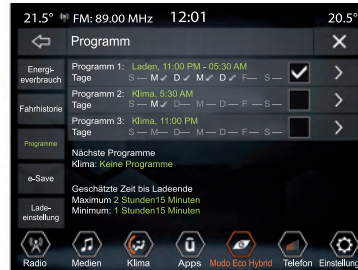 21.5° FM: 89.00 MHz 12:01 20.5°
Programm
Energi-
everbrauch
Fahrhistorie
Programme
e-Save
Lade-
einstellung
Programm 1: Laden, 11:00 PM - 05:30 AM
Tage S — M ✓ D ✓ M ✓ D ✓ F — S —
Programm 2: Klima, 5:30 AM
Tage S — M ✓ D — M — D — F — S —
Programm 3: Klima, 11:00 PM
Tage S — M — D — M — D — F — S —
Nächste Programme
Klima: Keine Programme
Geschätzte Zeit bis Ladeende
Maximum 2 Stunden15 Minuten
Minimum: 1 Stunden15 Minuten
Radio Medien Klima Apps Modo Eco Hybrid Telefon Einstellung